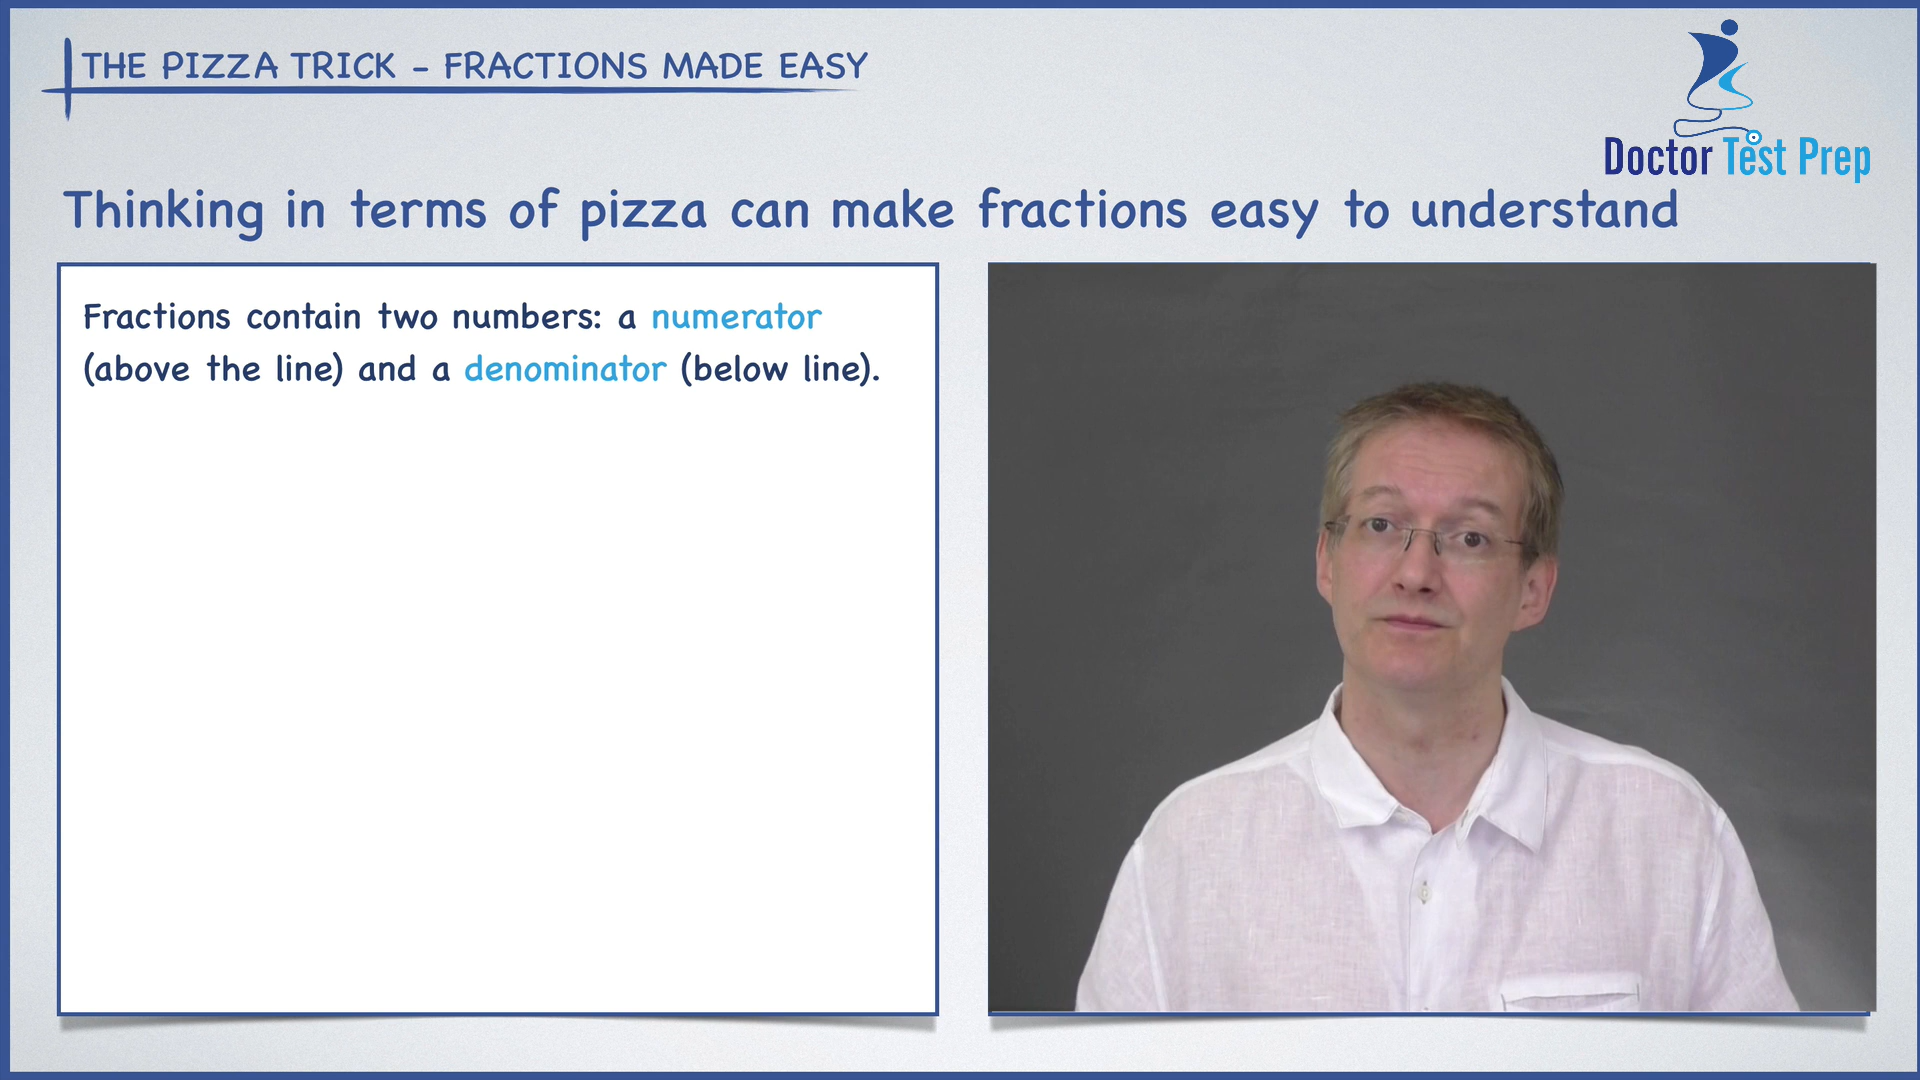 THE PIZZA TRICK - FRACTIONS MADE EASY
Doctor Test Prep
Thinking in terms of pizza can make fractions easy to understand
Fractions contain two numbers: a numerator
(above the line) and a denominator (below line).